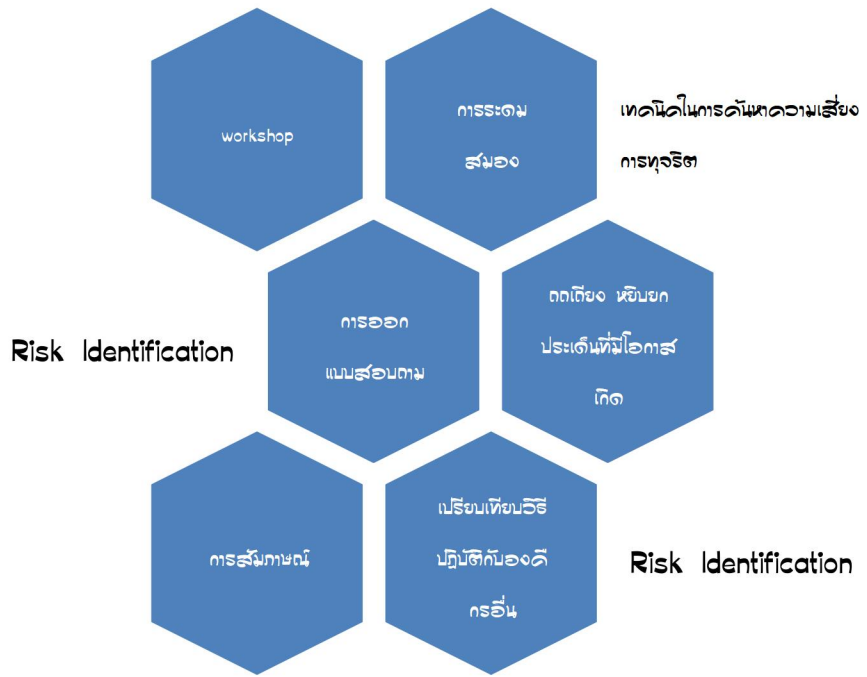 workshop
การระดม
สมอง
เทคนิคในการค้นหาความเสี่ยง
การทุจริต
Risk Identification
การออก
แบบสอบถาม
ถกเถียง หยิบยก
ประเด็นที่มีโอกาส
เกิด
การสัมภาษณ์
เปรียบเทียบวิธี
ปฏิบัติกับองค์
กรอื่น
Risk Identification